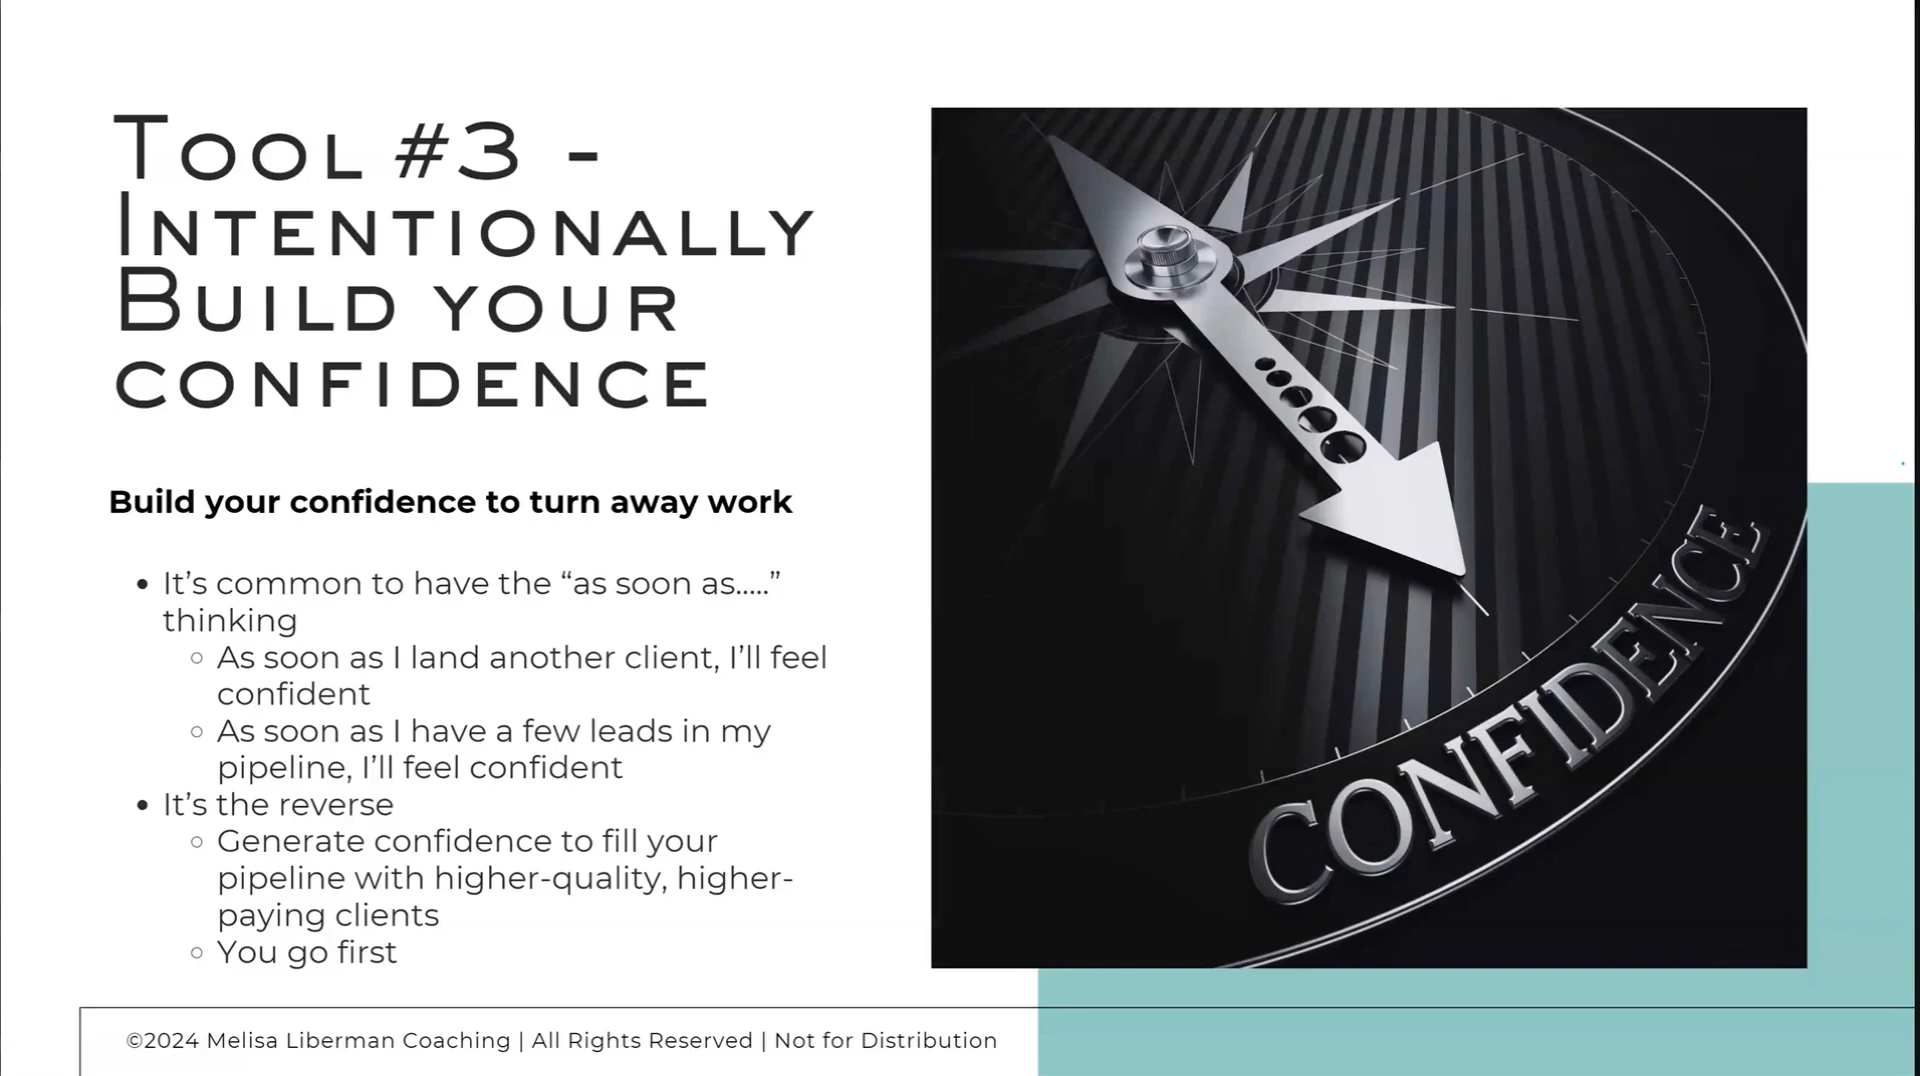 Tool #3 -
Intentionally
Build your
confidence
Build your confidence to turn away work
• It’s common to have the “as soon as.....”
thinking
○ As soon as I land another client, I’ll feel
confident
○ As soon as I have a few leads in my
pipeline, I’ll feel confident
• It’s the reverse
○ Generate confidence to fill your
pipeline with higher-quality, higher-
paying clients
○ You go first
CONFIDENCE
©2024 Melisa Liberman Coaching | All Rights Reserved | Not for Distribution